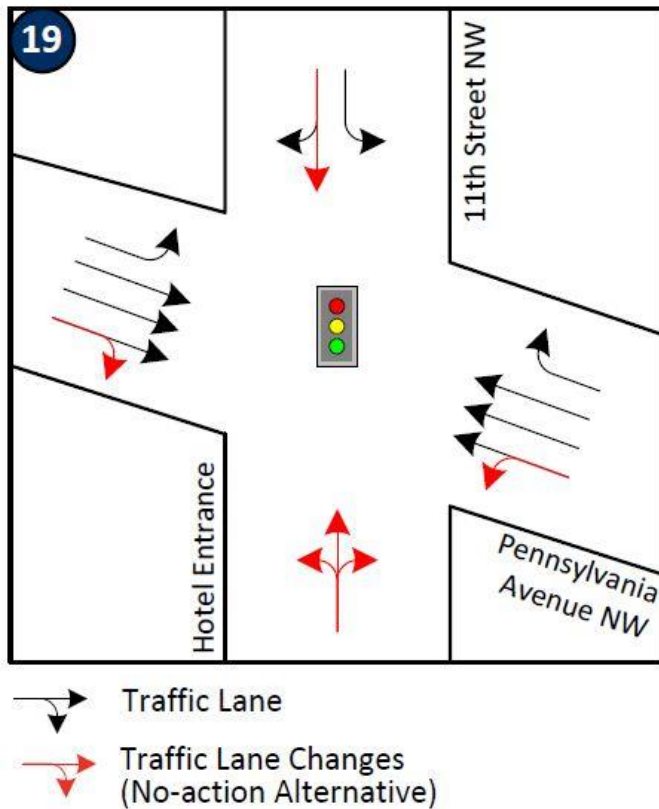 19
11th Street NW
Hotel Entrance
Pennsylvania
Avenue NW
Traffic Lane
Traffic Lane Changes
(No-action Alternative)